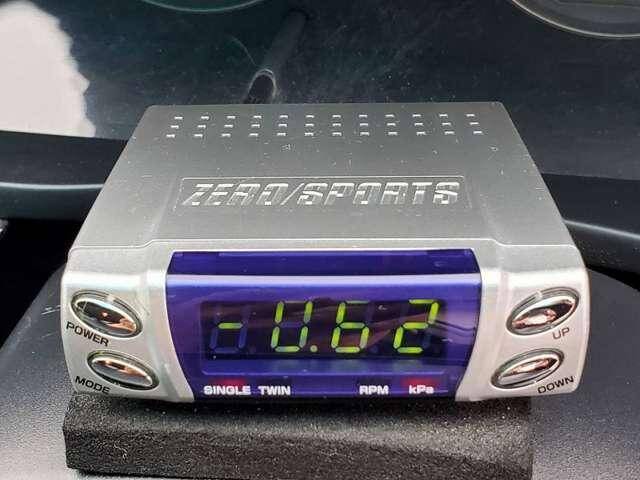 ZERO/SPORTS
-0.62
POWER
UP
MODE
DOWN
SINGLE TWIN RPM kPa